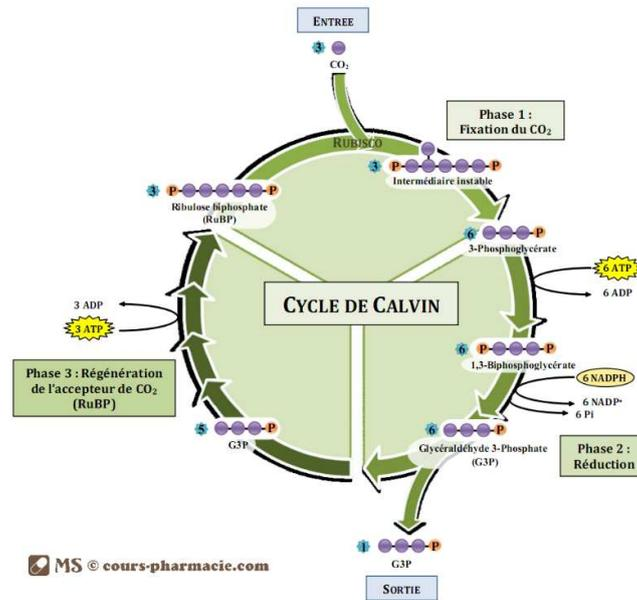 ENTREE
3
CO₂
RUBISCO
Phase 1 :
Fixation du CO₂
3 P P
Intermédiaire instable
3 P P
Ribulose biphosphate
(RuBP)
6 P
3-Phosphoglycérate
6 ATP
6 ADP
CYCLE DE CALVIN
3 ADP
3 ATP
6 P P
1,3-Biphosphoglycérate
6 NADPH
6 NADP⁺
6 Pi
Phase 3 : Régénération
de l'accepteur de CO₂
(RuBP)
5 P
G3P
6 P
Glycéraldéhyde 3-Phosphate
(G3P)
Phase 2 :
Réduction
1 P
G3P
SORTIE
MS © cours-pharmacie.com